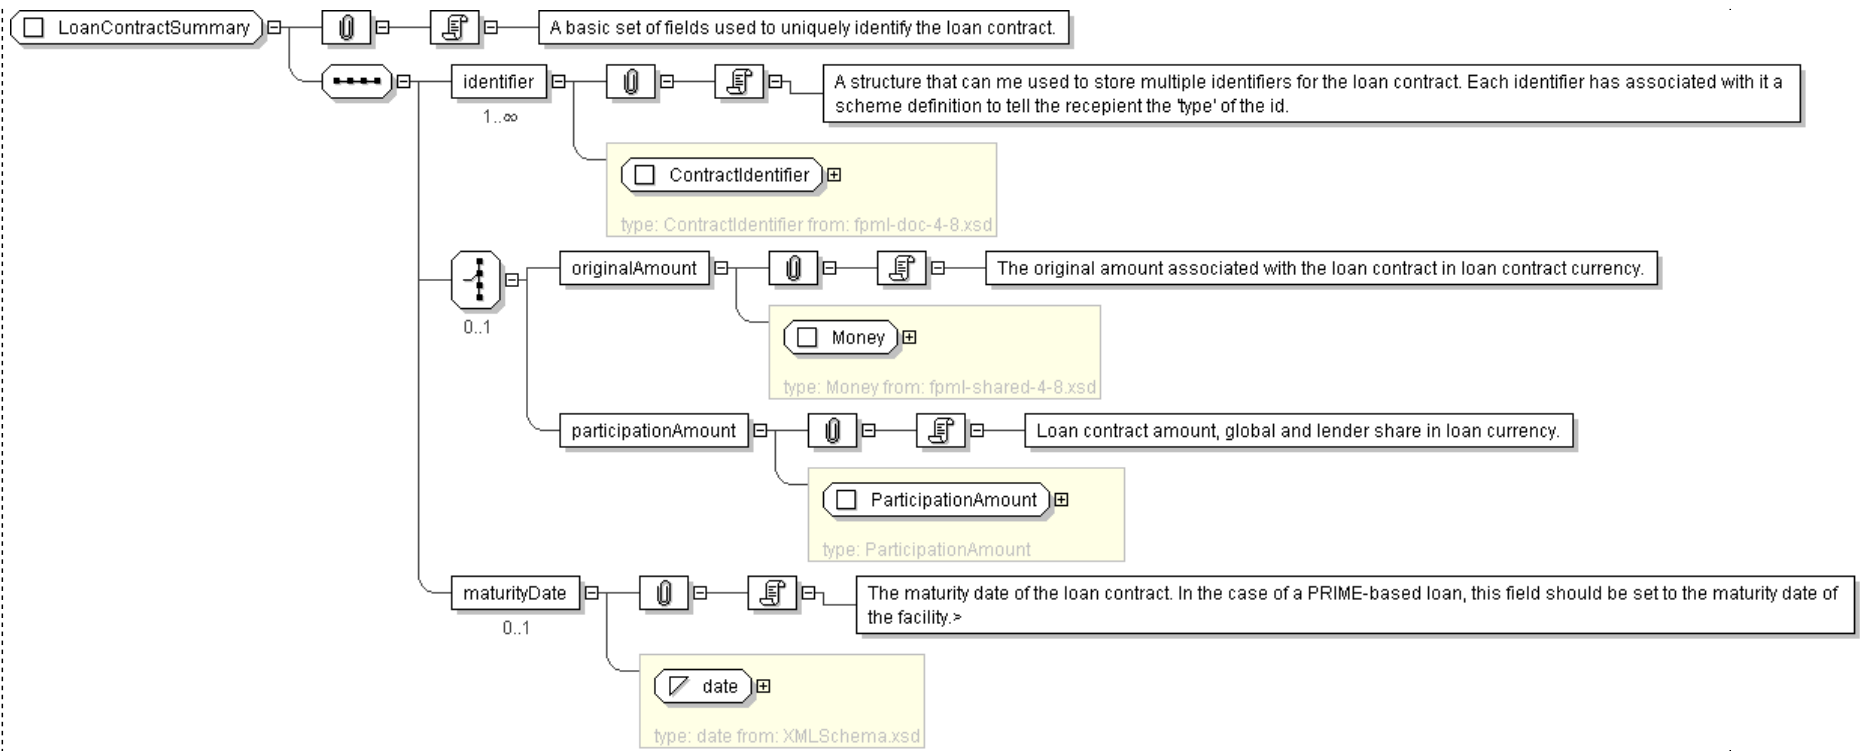 LoanContractSummary
A basic set of fields used to uniquely identify the loan contract.
identifier
1..∞
A structure that can me used to store multiple identifiers for the loan contract. Each identifier has associated with it a
scheme definition to tell the recepient the 'type' of the id.
ContractIdentifier
type: ContractIdentifier from: fpml-doc-4-8.xsd
0..1
originalAmount
The original amount associated with the loan contract in loan contract currency.
Money
type: Money from: fpml-shared-4-8.xsd
participationAmount
Loan contract amount, global and lender share in loan currency.
ParticipationAmount
type: ParticipationAmount
maturityDate
0..1
The maturity date of the loan contract. In the case of a PRIME-based loan, this field should be set to the maturity date of
the facility.>
date
type: date from: XMLSchema.xsd